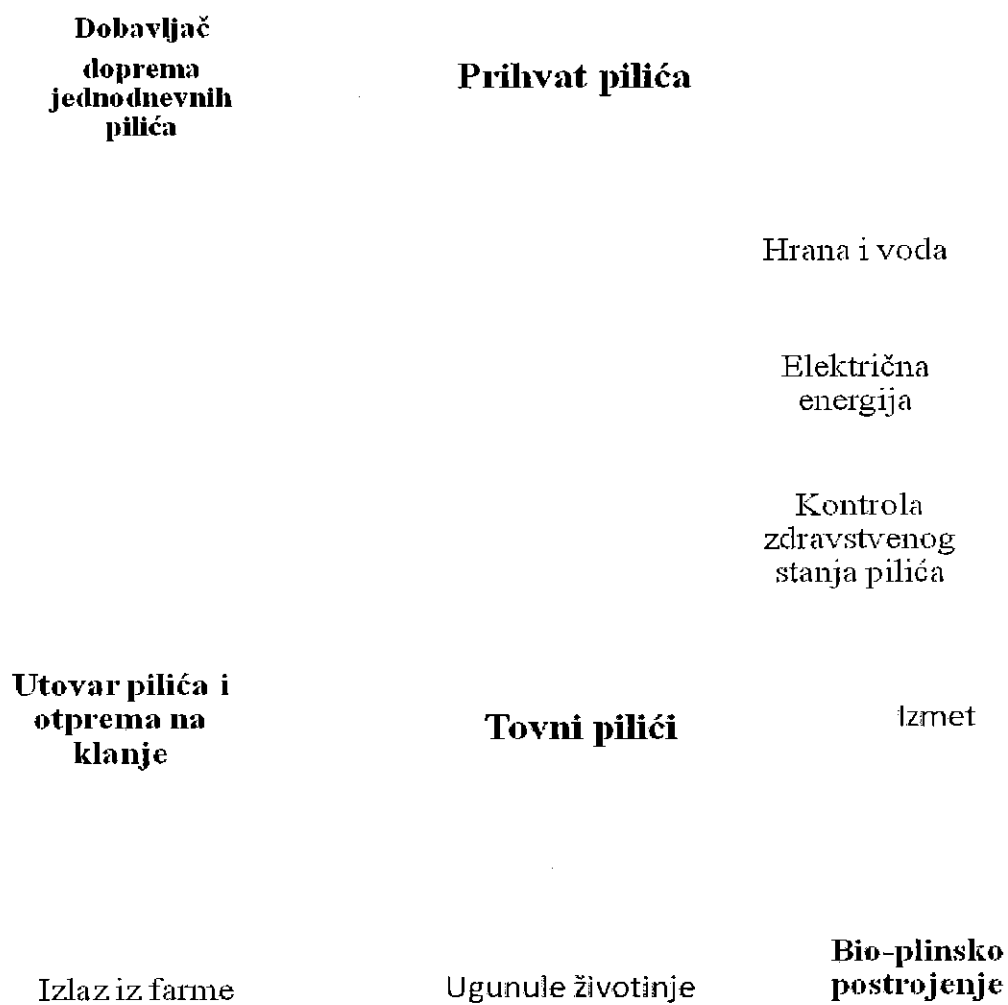 Dobavljač
doprema
jednodnevnih
pilića
Prihvat pilića
Hrana i voda
Električna
energija
Kontrola
zdravstvenog
stanja pilića
Utovar pilića i
otprema na
klanje
Tovni pilići
Izmet
Izlaz iz farme
Ugunule životinje
Bio-plinsko
postrojenje